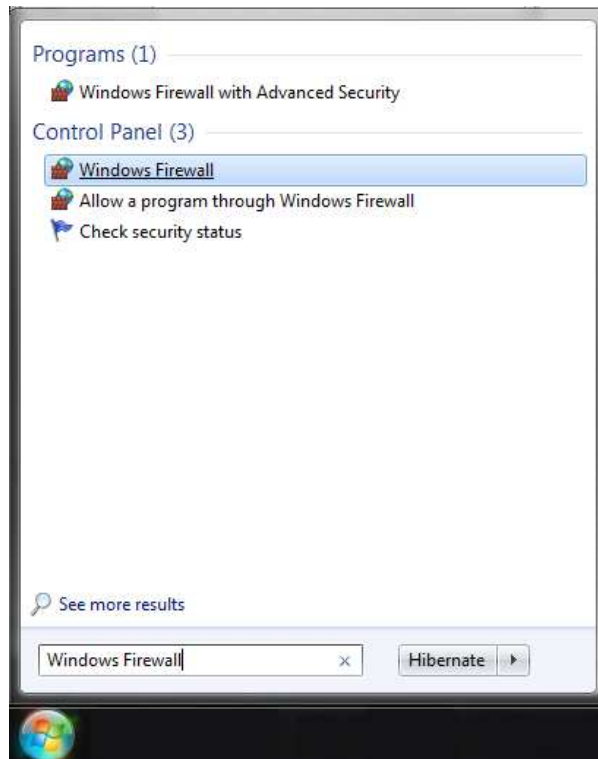 Programs (1)
Windows Firewall with Advanced Security
Control Panel (3)
Windows Firewall
Allow a program through Windows Firewall
Check security status
See more results
Windows Firewall
Hibernate